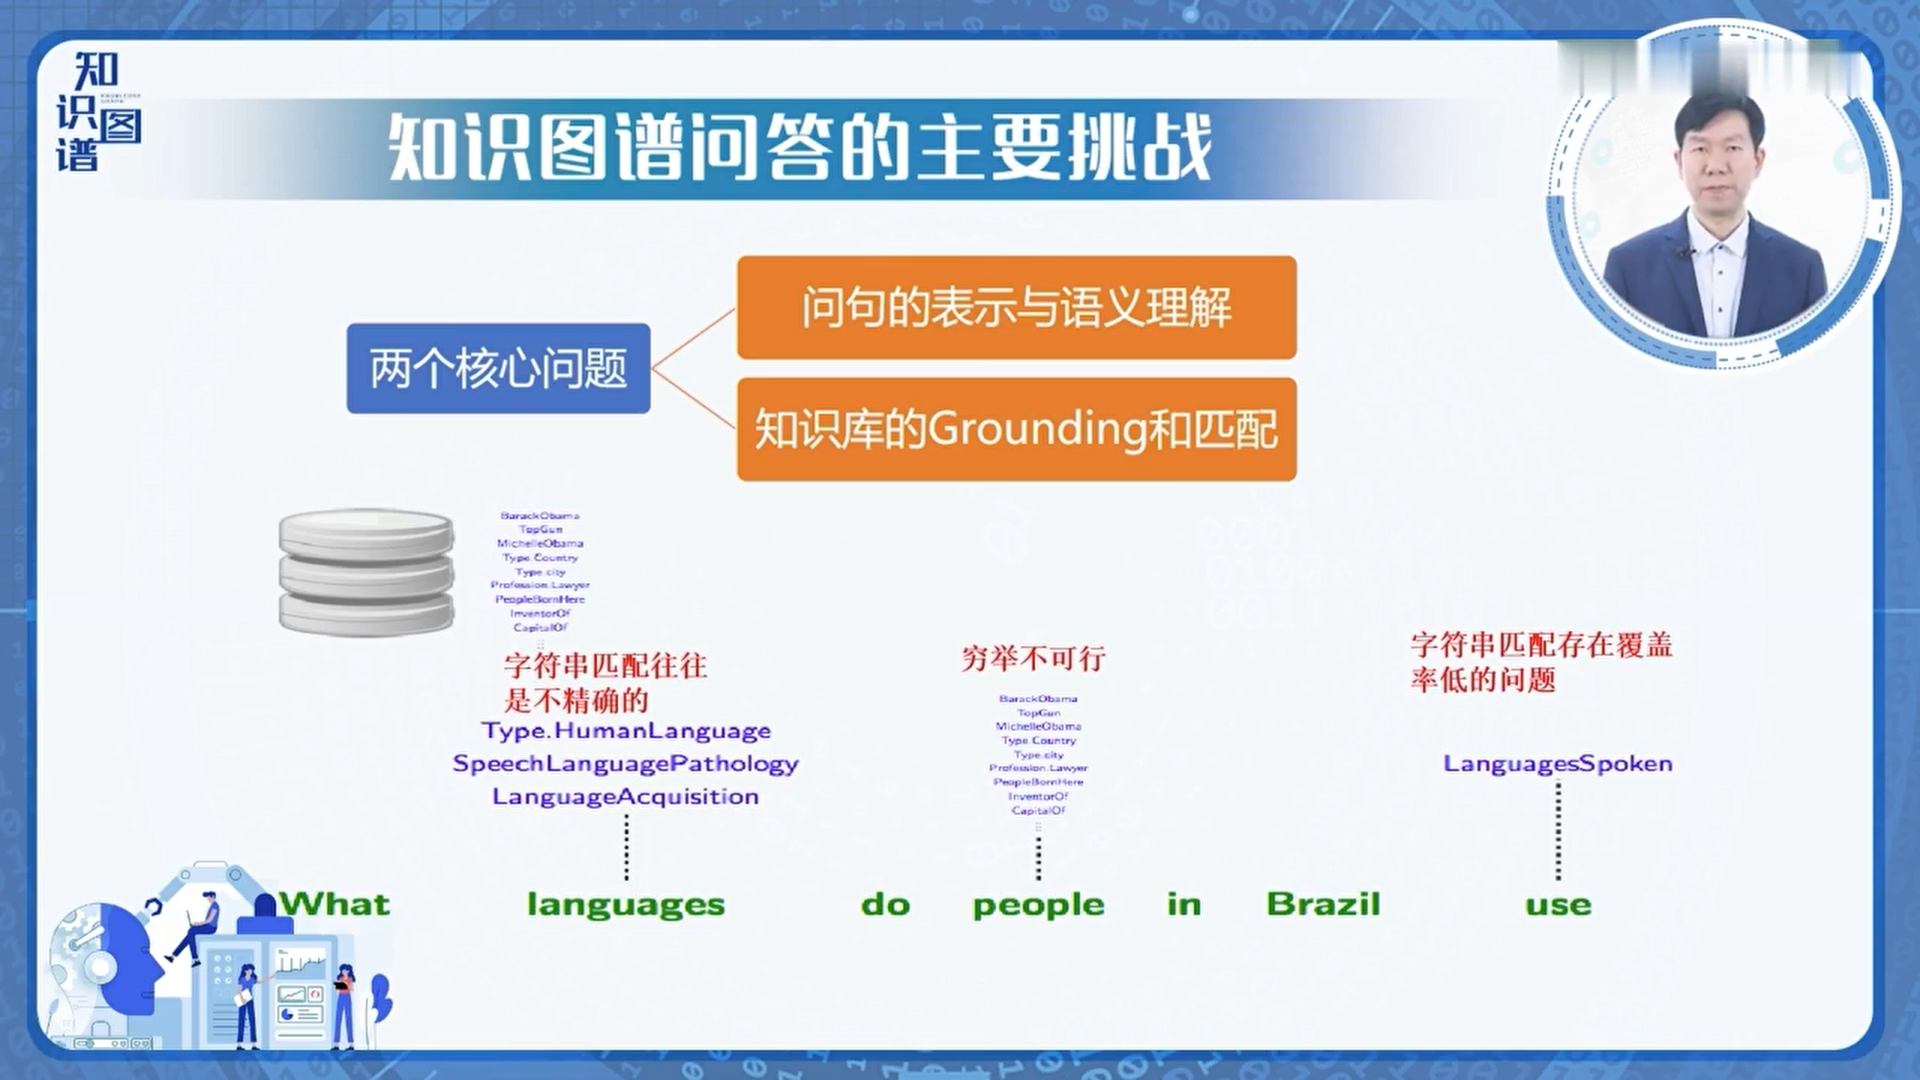 知识图谱
知识图谱问答的主要挑战
两个核心问题
问句的表示与语义理解
知识库的Grounding和匹配
BarackObama
TopGun
MichelleObama
Type.Country
Type.city
Profession.Lawyer
PeopleBornHere
InventorOf
CapitalOf
字符串匹配往往
是不精确的
Type.HumanLanguage
SpeechLanguagePathology
LanguageAcquisition
穷举不可行
BarackObama
TopGun
MichelleObama
Type.Country
Type.city
Profession.Lawyer
PeopleBornHere
InventorOf
CapitalOf
字符串匹配存在覆盖
率低的问题
LanguagesSpoken
What languages do people in Brazil use